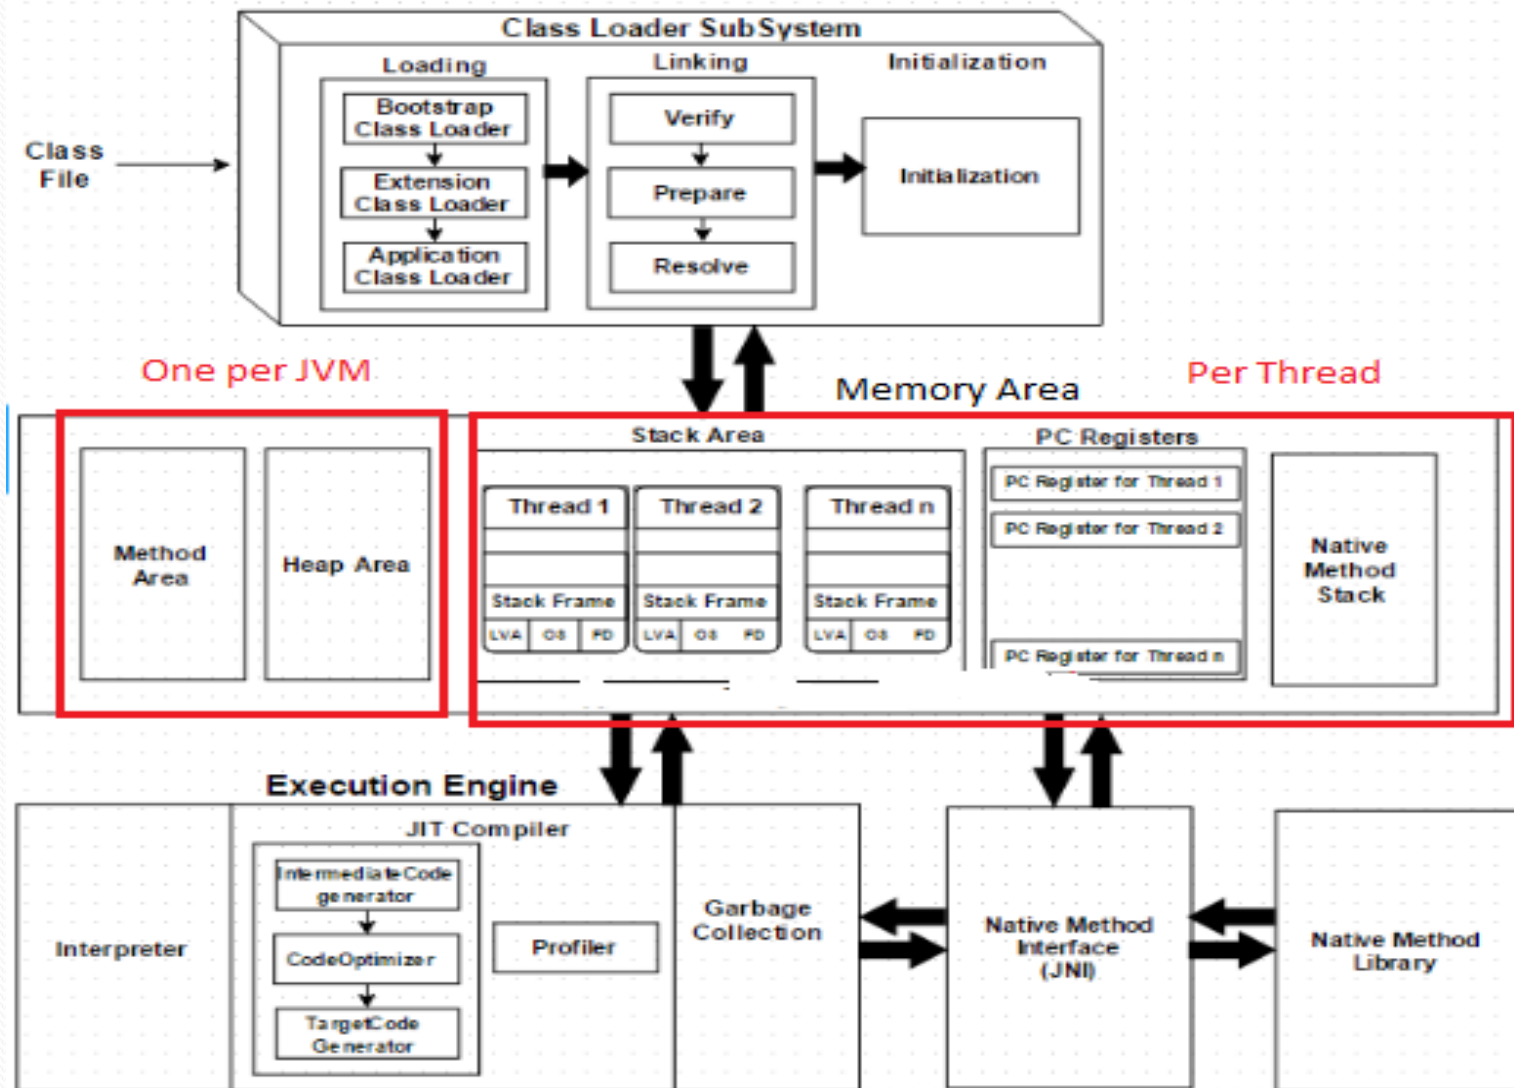 Class Loader SubSystem
Loading
Linking
Initialization
Bootstrap
Class Loader
Extension
Class Loader
Application
Class Loader
Verify
Prepare
Resolve
Initialization
Class
File
One per JVM
Memory Area
Per Thread
Method
Area
Heap Area
Stack Area
Thread 1
Stack Frame
LVA OS FD
Thread 2
Stack Frame
LVA OS FD
Thread n
Stack Frame
LVA OS FD
PC Registers
PC Register for Thread 1
PC Register for Thread 2
PC Register for Thread n
Native
Method
Stack
Execution Engine
Interpreter
JIT Compiler
IntermediateCode
generator
CodeOptimizer
TargetCode
Generator
Profiler
Garbage
Collection
Native Method
Interface
(JNI)
Native Method
Library